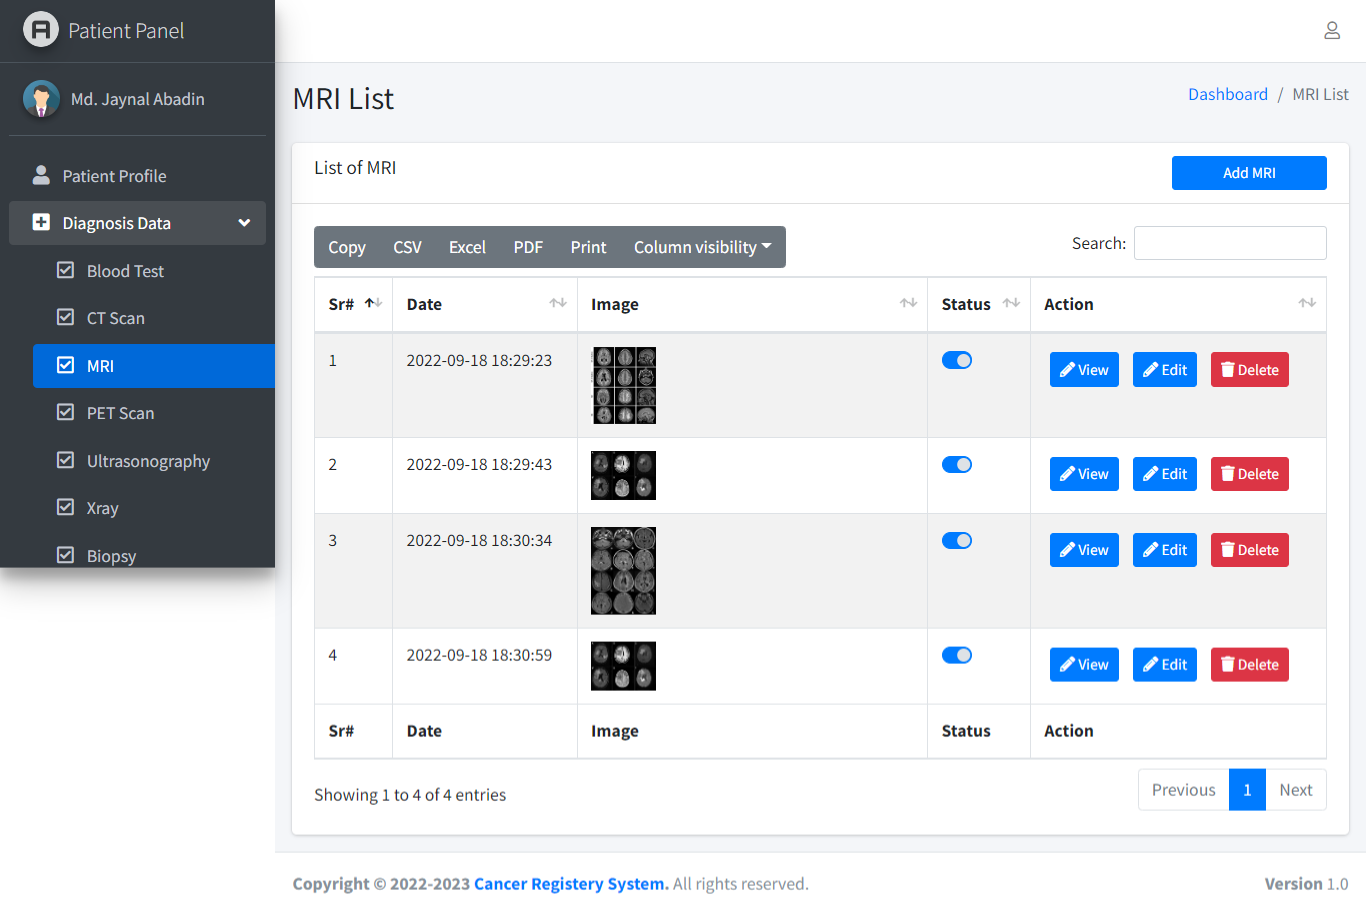 Patient Panel
Md. Jaynal Abadin
Patient Profile
Diagnosis Data
Blood Test
CT Scan
MRI
PET Scan
Ultrasonography
Xray
Biopsy
MRI List
Dashboard / MRI List
List of MRI
Add MRI
Copy CSV Excel PDF Print Column visibility
Search:
Sr# Date Image Status Action
1 2022-09-18 18:29:23 View Edit Delete
2 2022-09-18 18:29:43 View Edit Delete
3 2022-09-18 18:30:34 View Edit Delete
4 2022-09-18 18:30:59 View Edit Delete
Sr# Date Image Status Action
Showing 1 to 4 of 4 entries
Previous 1 Next
Copyright © 2022-2023 Cancer Registery System. All rights reserved.
Version 1.0